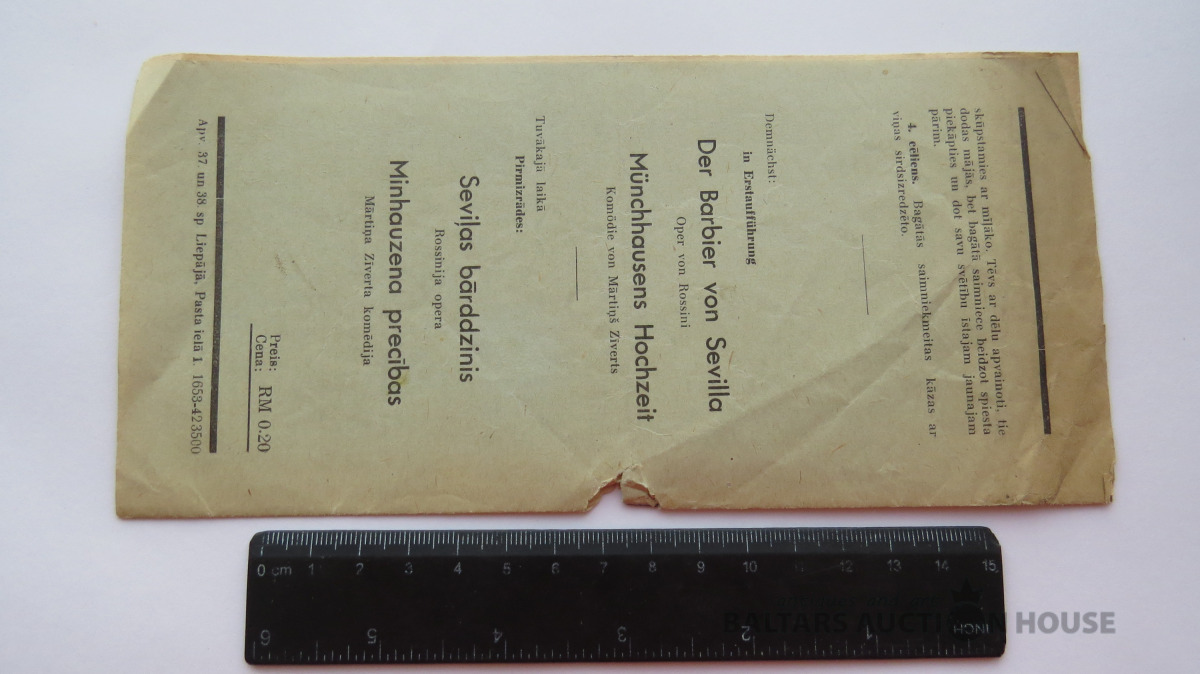 skūpstamies ar mīļāko. Tēvs ar dēlu apvainoti, tie
dodas mājās, bet bagātā saimniece beidzot spiesta
piekāpties un dot savu svētību īstajam jaunajam
pārim.
4. cēliens. Bagātās saimniekmeitas kāzas ar
viņas sirdsizredzēto.
Demnächst:
in Erstaufführung
Der Barbier von Sevilla
Oper von Rossini
Münchhausens Hochzeit
Komödie von Mārtiņš Zīverts
Tuvākajā laikā
Pirmizrādes:
Seviļas bārddzinis
Rossinija opera
Minhauzena precības
Mārtiņa Zīverta komēdija
Preis:
Cena: RM 0.20
Apv. 37 un 38. sp Liepājā, Pasta ielā 1. 1653-423500
0 cm 1 2 3 4 5 6 7 8 9 10 11 12 13 14 15
INCH 1 2 3 4 5 6
BALTARS AUCTION HOUSE